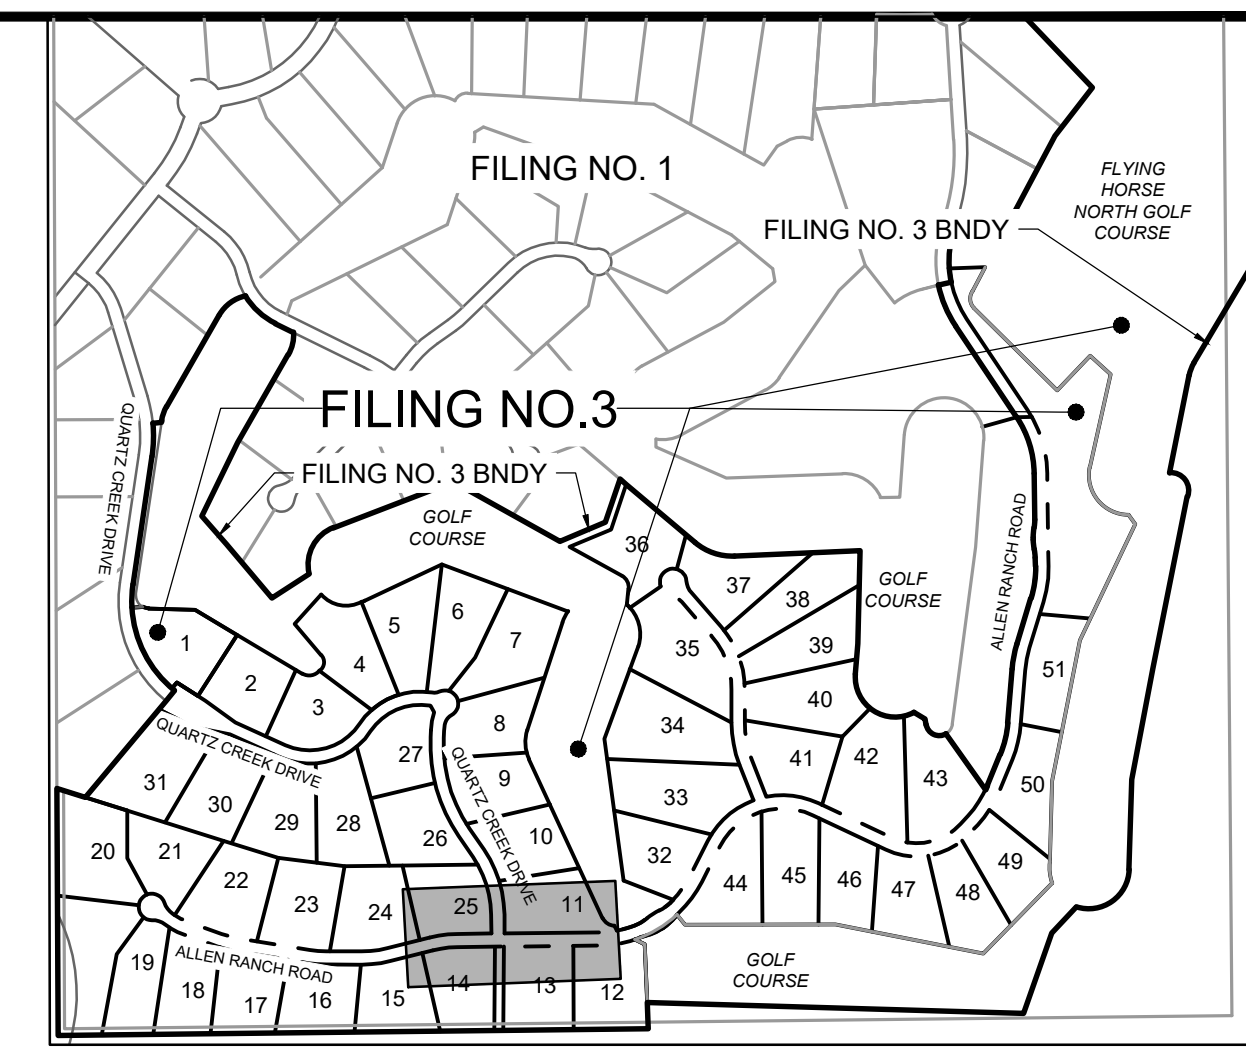 FILING NO. 1
FLYING
HORSE
NORTH GOLF
COURSE
FILING NO. 3 BNDY
FILING NO.3
QUARTZ CREEK DRIVE
FILING NO. 3 BNDY
GOLF
COURSE
ALLEN RANCH ROAD
36
37
38
GOLF
COURSE
1
2
3
4
5
6
7
35
39
40
51
QUARTZ CREEK DRIVE
8
34
27
QUARTZ CREEK DRIVE
9
41
42
43
50
31
30
29
28
26
10
33
20
21
32
49
22
23
24
25
11
44
45
46
47
48
ALLEN RANCH ROAD
19
18
17
16
15
14
13
12
GOLF
COURSE